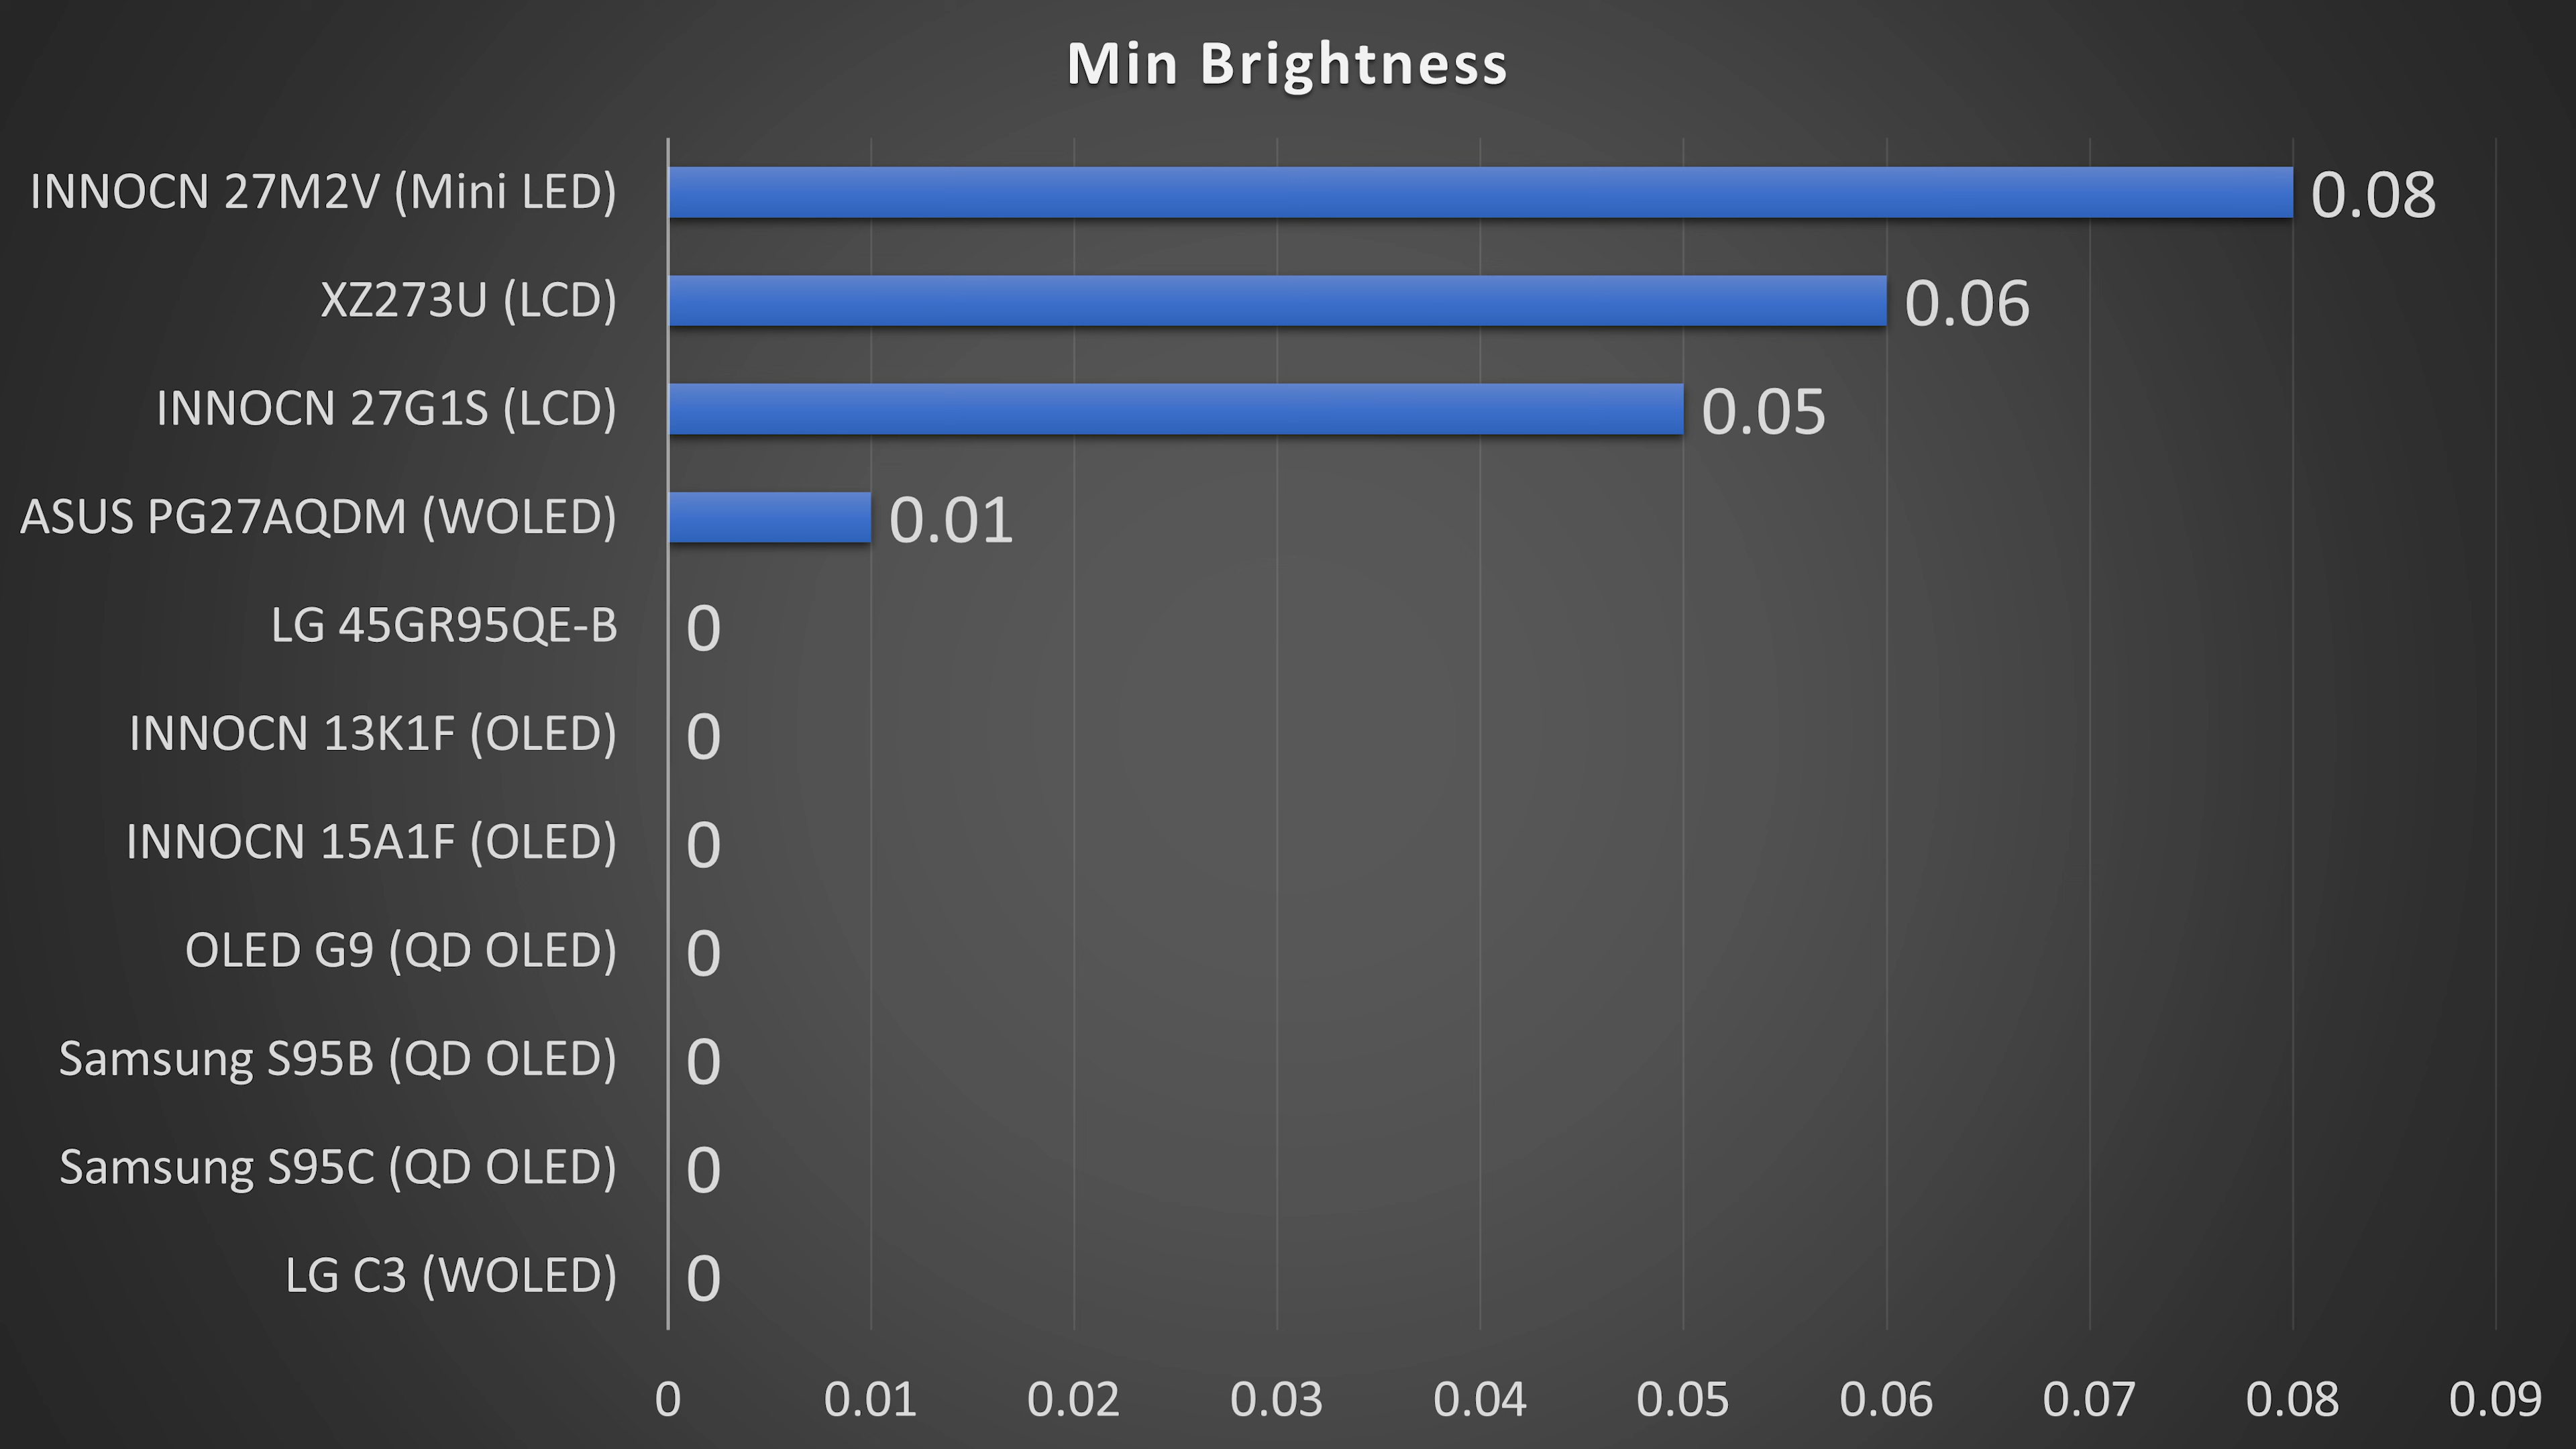 Min Brightness
INNOCN 27M2V (Mini LED) 0.08
XZ273U (LCD) 0.06
INNOCN 27G1S (LCD) 0.05
ASUS PG27AQDM (WOLED) 0.01
LG 45GR95QE-B 0
INNOCN 13K1F (OLED) 0
INNOCN 15A1F (OLED) 0
OLED G9 (QD OLED) 0
Samsung S95B (QD OLED) 0
Samsung S95C (QD OLED) 0
LG C3 (WOLED) 0
0 0.01 0.02 0.03 0.04 0.05 0.06 0.07 0.08 0.09